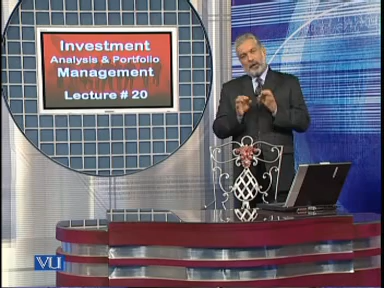 Investment
Analysis & Portfolio
Management
Lecture # 20
VU